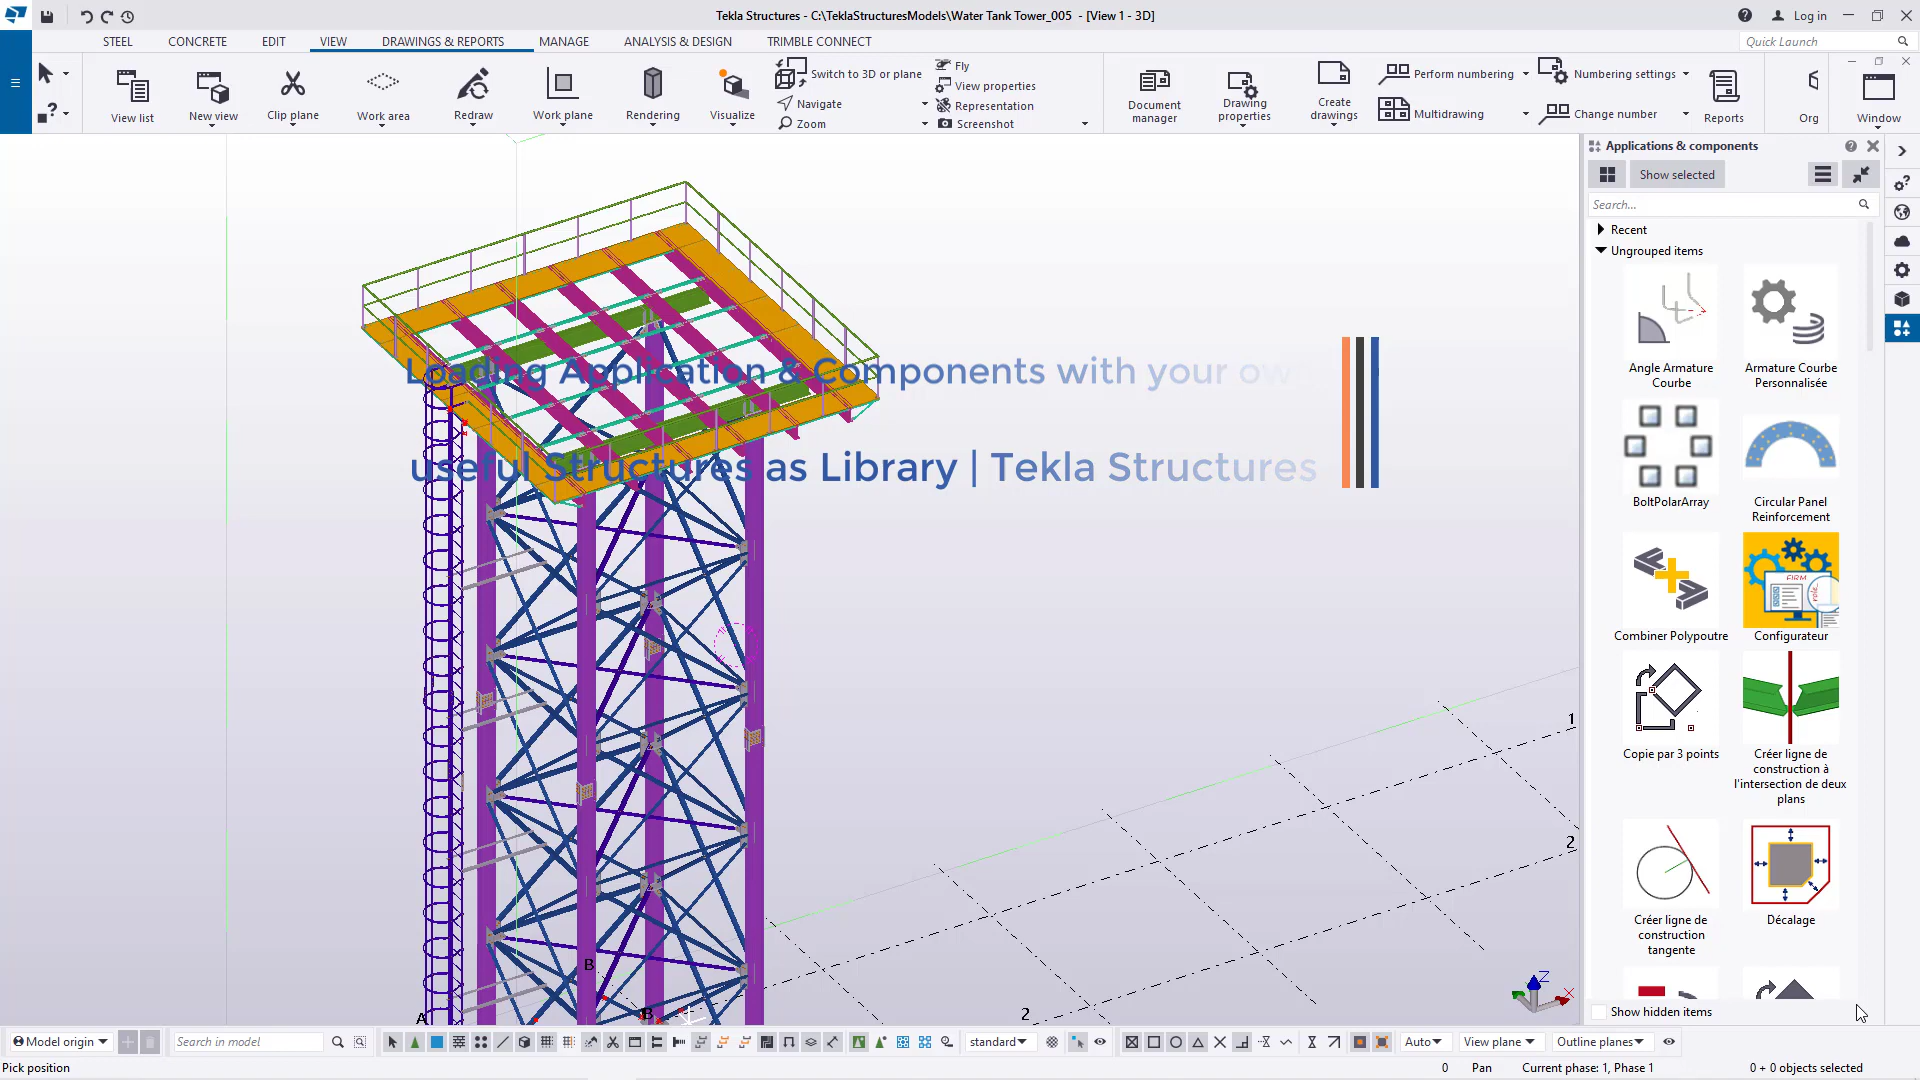 Tekla Structures - C:\TeklaStructuresModels\Water Tank Tower_005 - [View 1 - 3D]
Log in
STEEL CONCRETE EDIT VIEW DRAWINGS & REPORTS MANAGE ANALYSIS & DESIGN TRIMBLE CONNECT
Quick Launch
View list
New view
Clip plane
Work area
Redraw
Work plane
Rendering
Visualize
Switch to 3D or plane
Navigate
Zoom
Fly
View properties
Representation
Screenshot
Document manager
Drawing properties
Create drawings
Perform numbering
Multidrawing
Numbering settings
Change number
Reports
Org
Window
Applications & components
Show selected
Search...
Recent
Ungrouped items
Angle Armature Courbe
Armature Courbe Personnalisée
BoltPolarArray
Circular Panel Reinforcement
FIRM
Combiner Polypoutre
Configurateur
Copie par 3 points
Créer ligne de construction à l'intersection de deux plans
Créer ligne de construction tangente
Décalage
Show hidden items
Loading Application & Components with your own
useful Structures as Library | Tekla Structures
1
2
2
A
B
B
Z
X
Model origin
Search in model
standard
Auto
View plane
Outline planes
Pick position
0
Pan
Current phase: 1, Phase 1
0 + 0 objects selected